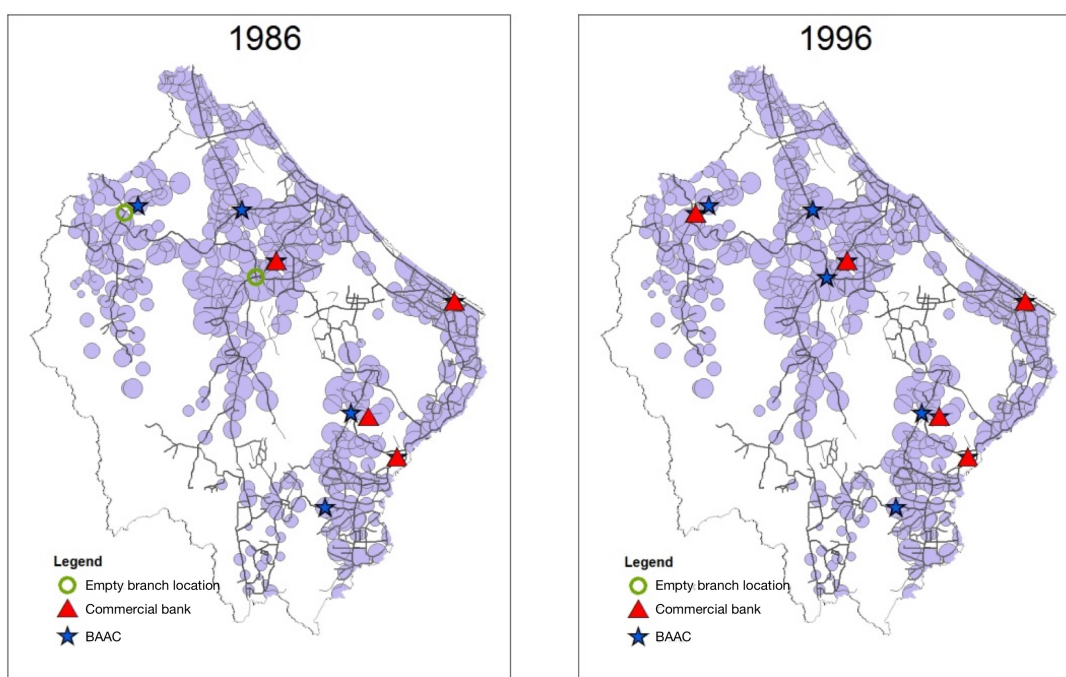 1986
Legend
Empty branch location
Commercial bank
BAAC
1996
Legend
Empty branch location
Commercial bank
BAAC